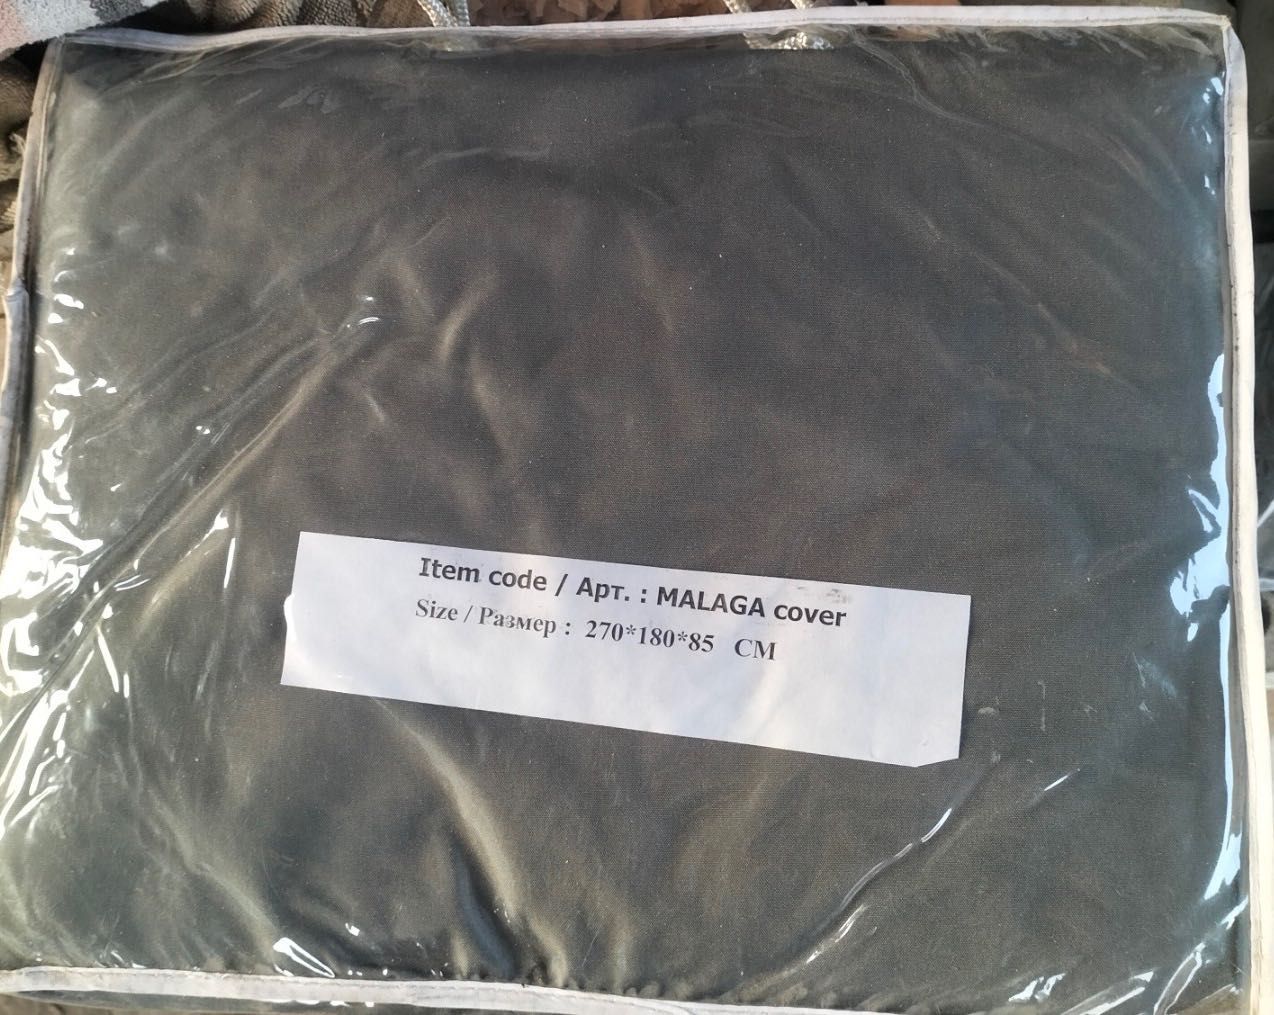 Item code / Арт. : MALAGA cover
Size / Размер : 270*180*85 CM